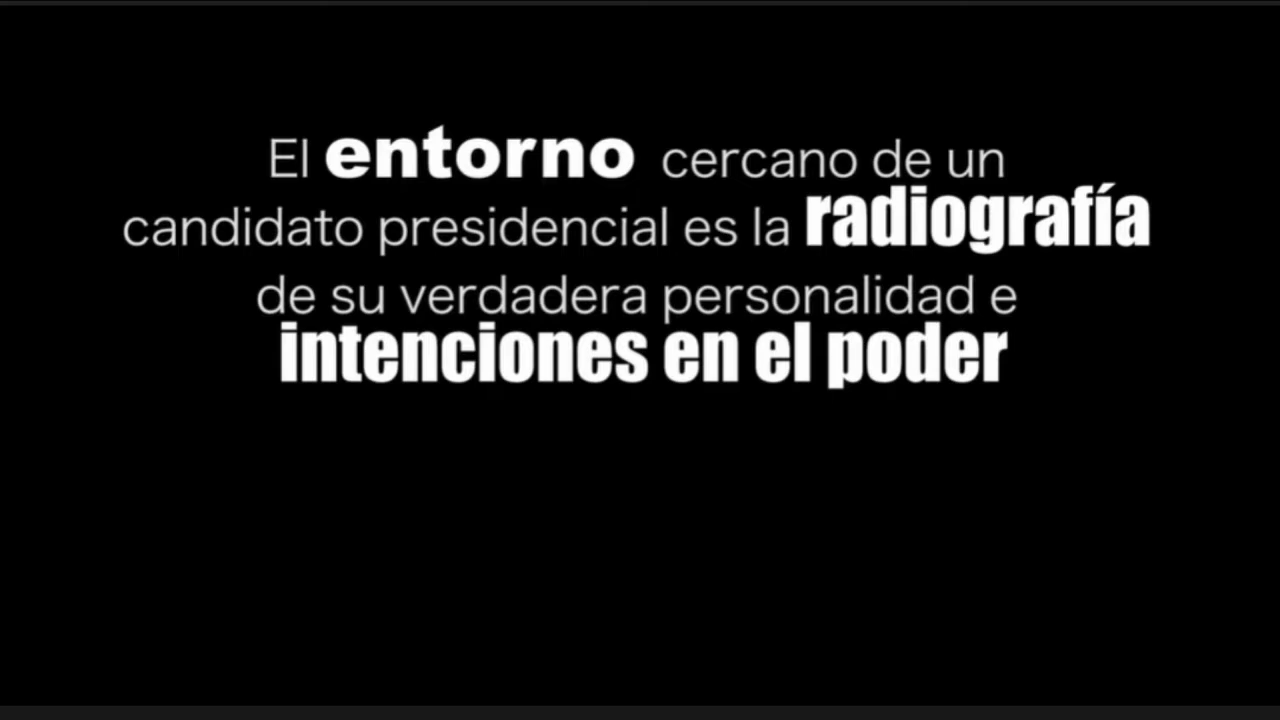 El entorno cercano de un
candidato presidencial es la radiografía
de su verdadera personalidad e
intenciones en el poder